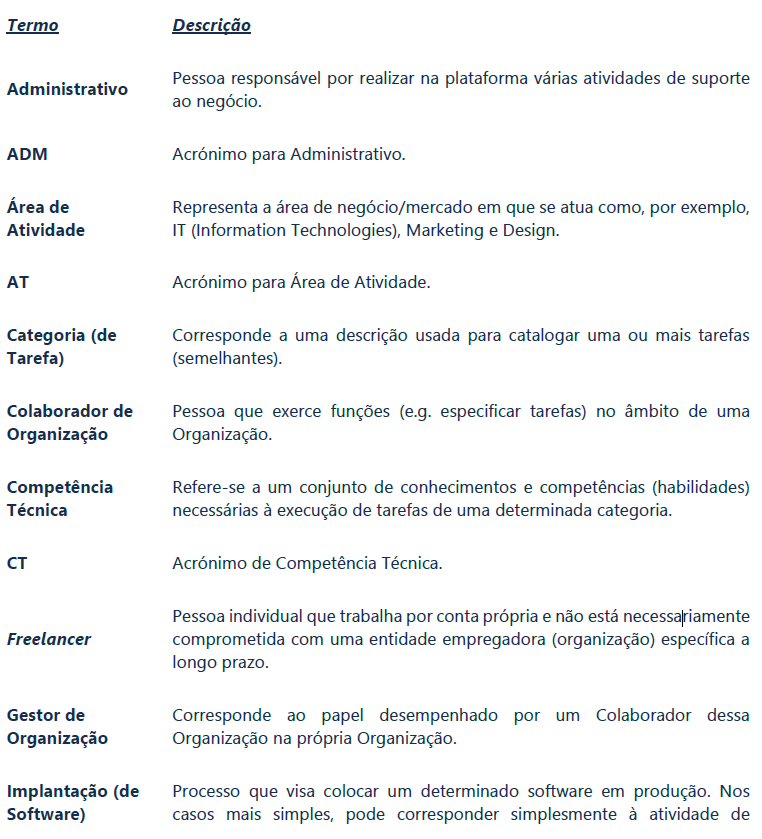 Termo Descrição
Administrativo Pessoa responsável por realizar na plataforma várias atividades de suporte
ao negócio.
ADM Acrónimo para Administrativo.
Área de Representa a área de negócio/mercado em que se atua como, por exemplo,
Atividade IT (Information Technologies), Marketing e Design.
AT Acrónimo para Área de Atividade.
Categoria (de Corresponde a uma descrição usada para catalogar uma ou mais tarefas
Tarefa) (semelhantes).
Colaborador de Pessoa que exerce funções (e.g. especificar tarefas) no âmbito de uma
Organização Organização.
Competência Refere-se a um conjunto de conhecimentos e competências (habilidades)
Técnica necessárias à execução de tarefas de uma determinada categoria.
CT Acrónimo de Competência Técnica.
Freelancer Pessoa individual que trabalha por conta própria e não está necessariamente
comprometida com uma entidade empregadora (organização) específica a
longo prazo.
Gestor de Corresponde ao papel desempenhado por um Colaborador dessa
Organização Organização na própria Organização.
Implantação (de Processo que visa colocar um determinado software em produção. Nos
Software) casos mais simples, pode corresponder simplesmente à atividade de